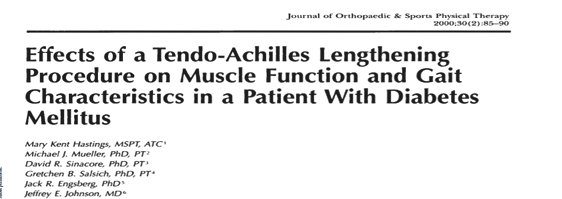 Journal of Orthopaedic & Sports Physical Therapy
2000;30(2):85–90
Effects of a Tendo-Achilles Lengthening
Procedure on Muscle Function and Gait
Characteristics in a Patient With Diabetes
Mellitus
Mary Kent Hastings, MSPT, ATC¹
Michael J. Mueller, PhD, PT²
David R. Sinacore, PhD, PT³
Gretchen B. Salsich, PhD, PT⁴
Jack R. Engsberg, PhD⁵
Jeffrey E. Johnson, MD⁶